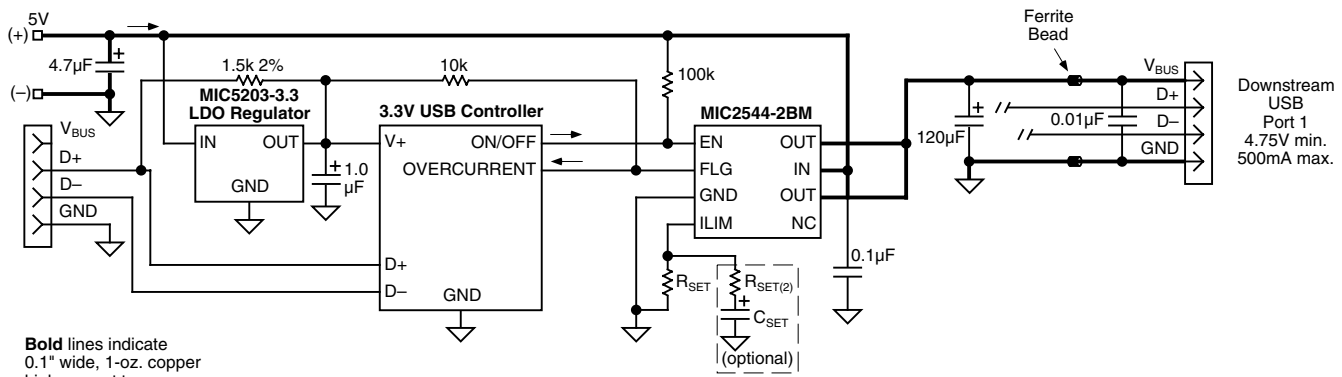 5V
(+)
4.7µF
+
(–)
1.5k 2%
10k
100k
MIC5203-3.3
LDO Regulator
IN
OUT
GND
1.0
µF
+
3.3V USB Controller
V+
ON/OFF
OVERCURRENT
D+
D–
GND
VBUS
D+
D–
GND
MIC2544-2BM
EN
FLG
GND
ILIM
OUT
IN
OUT
NC
RSET
RSET(2)
+
CSET
(optional)
0.1µF
Ferrite
Bead
+
120µF
0.01µF
VBUS
D+
D–
GND
Downstream
USB
Port 1
4.75V min.
500mA max.
Bold lines indicate
0.1" wide, 1-oz. copper